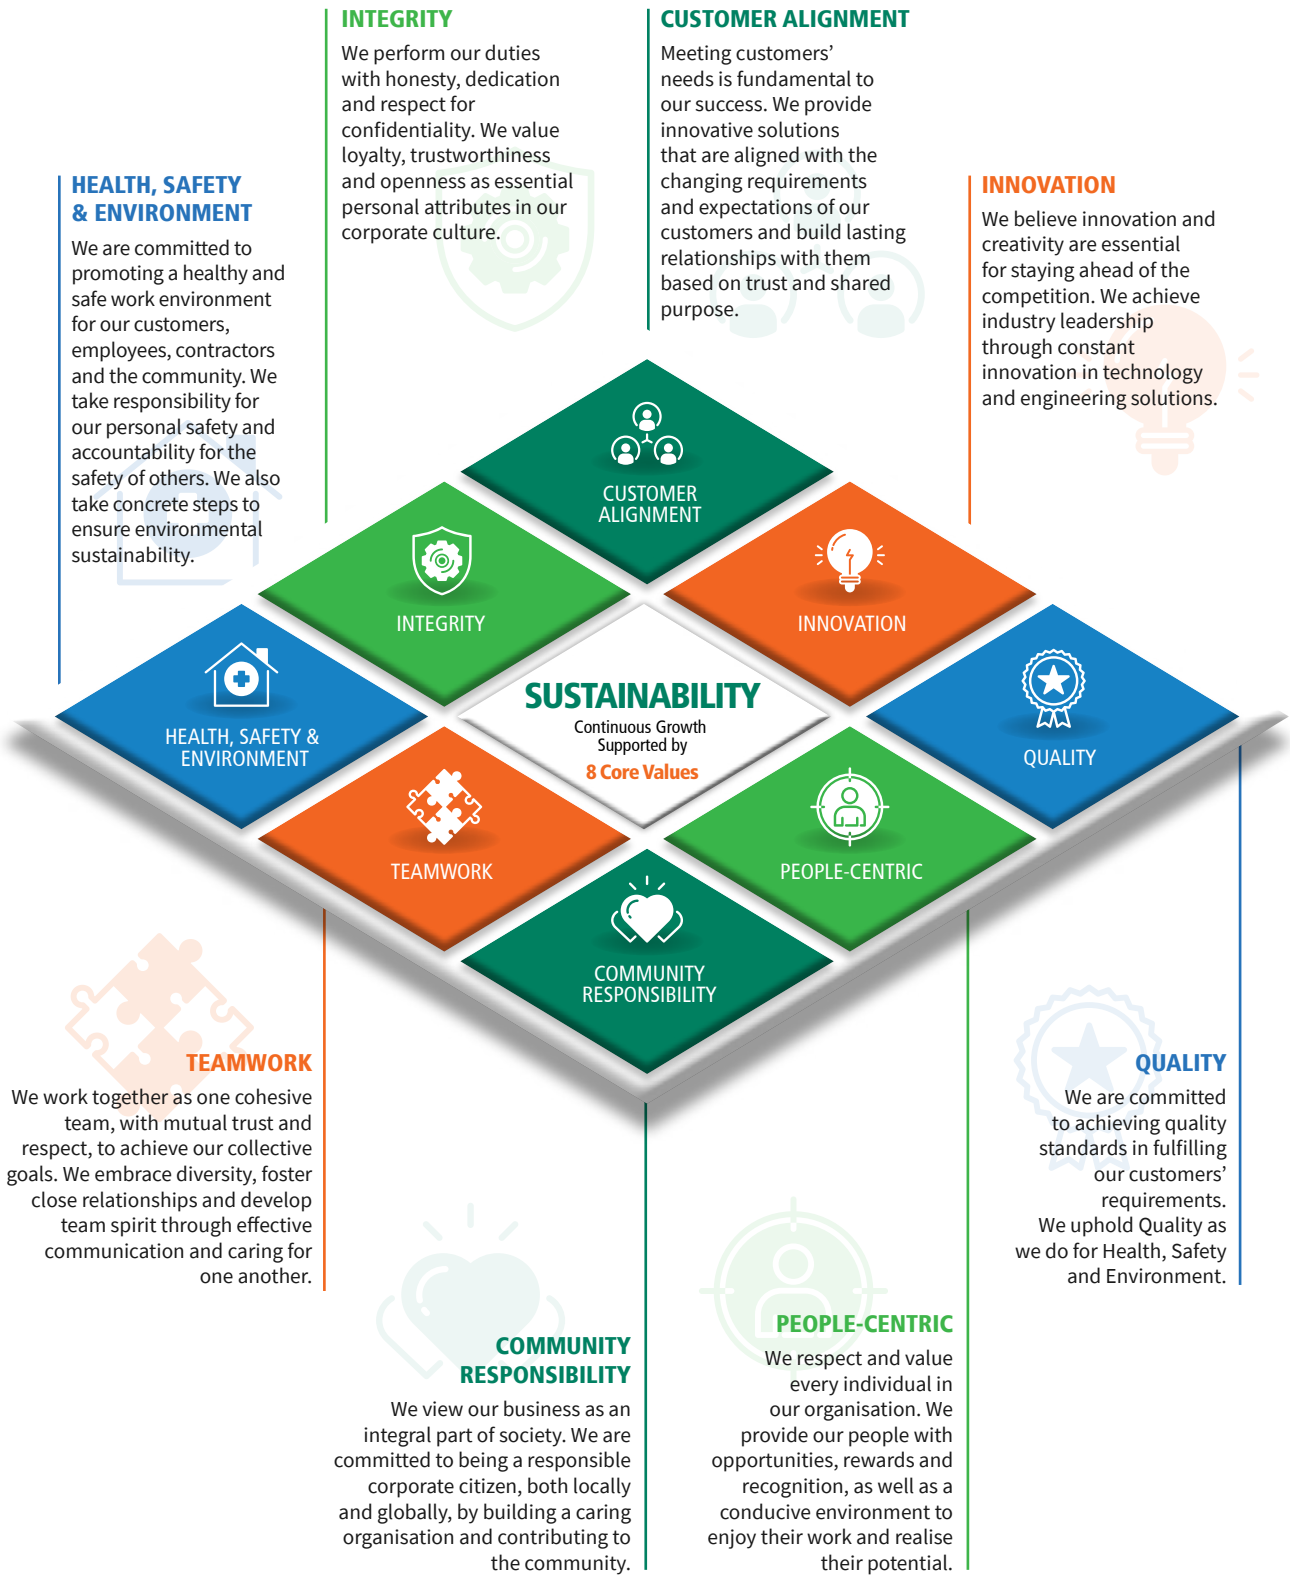 INTEGRITY
We perform our duties
with honesty, dedication
and respect for
confidentiality. We value
loyalty, trustworthiness
and openness as essential
personal attributes in our
corporate culture.
CUSTOMER ALIGNMENT
Meeting customers’
needs is fundamental to
our success. We provide
innovative solutions
that are aligned with the
changing requirements
and expectations of our
customers and build lasting
relationships with them
based on trust and shared
purpose.
HEALTH, SAFETY
& ENVIRONMENT
We are committed to
promoting a healthy and
safe work environment
for our customers,
employees, contractors
and the community. We
take responsibility for
our personal safety and
accountability for the
safety of others. We also
take concrete steps to
ensure environmental
sustainability.
INNOVATION
We believe innovation and
creativity are essential
for staying ahead of the
competition. We achieve
industry leadership
through constant
innovation in technology
and engineering solutions.
CUSTOMER
ALIGNMENT
INTEGRITY
INNOVATION
HEALTH, SAFETY &
ENVIRONMENT
SUSTAINABILITY
Continuous Growth
Supported by
8 Core Values
QUALITY
TEAMWORK
PEOPLE-CENTRIC
COMMUNITY
RESPONSIBILITY
TEAMWORK
We work together as one cohesive
team, with mutual trust and
respect, to achieve our collective
goals. We embrace diversity, foster
close relationships and develop
team spirit through effective
communication and caring for
one another.
QUALITY
We are committed
to achieving quality
standards in fulfilling
our customers’
requirements.
We uphold Quality as
we do for Health, Safety
and Environment.
COMMUNITY
RESPONSIBILITY
We view our business as an
integral part of society. We are
committed to being a responsible
corporate citizen, both locally
and globally, by building a caring
organisation and contributing to
the community.
PEOPLE-CENTRIC
We respect and value
every individual in
our organisation. We
provide our people with
opportunities, rewards and
recognition, as well as a
conducive environment to
enjoy their work and realise
their potential.